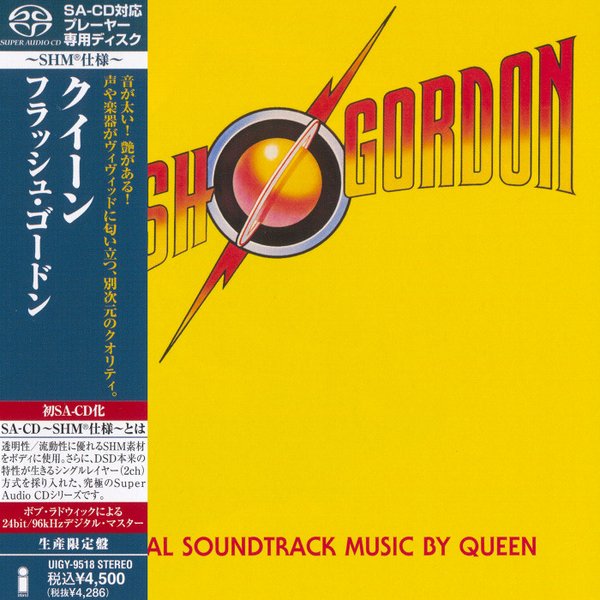 SUPER AUDIO CD
SA-CD対応
プレーヤー
専用ディスク
〜SHM®仕様〜
クイーン
フラッシュ・ゴードン
音が太い！艶がある！
声や楽器がヴィヴィッドに匂い立つ、別次元のクオリティ。
初SA-CD化
SA-CD〜SHM®仕様〜とは
透明性／流動性に優れるSHM素材
をボディに使用。さらに、DSD本来の
特性が生きるシングルレイヤー(2ch)
方式を採り入れた、究極のSuper
Audio CDシリーズです。
ボブ・ラドウィックによる
24bit/96kHzデジタル・マスター
生産限定盤
UIGY-9518 STEREO
税込¥4,500
(税抜¥4,286)
SH GORDON
AL SOUNDTRACK MUSIC BY QUEEN